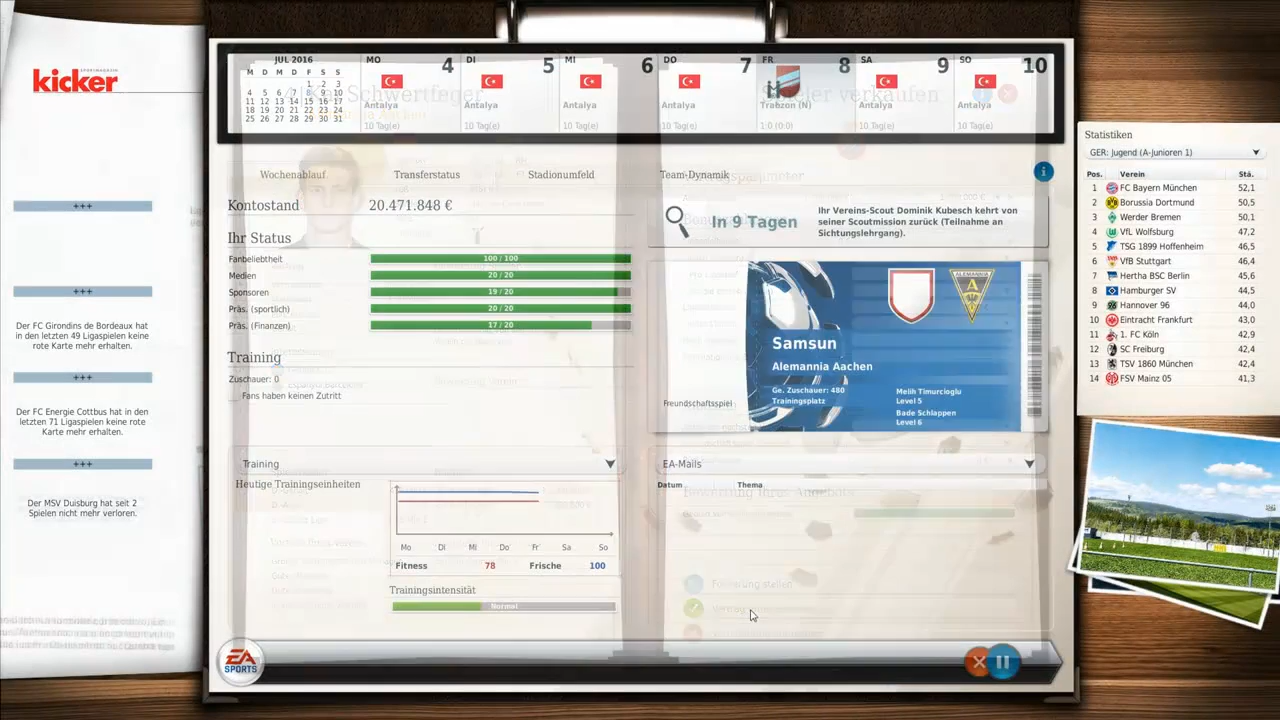 SPORTMAGAZIN
kicker
+++
+++
Der FC Girondins de Bordeaux hat
in den letzten 49 Ligaspielen keine
rote Karte mehr erhalten.
+++
Der FC Energie Cottbus hat in den
letzten 71 Ligaspielen keine rote
Karte mehr erhalten.
+++
Der MSV Duisburg hat seit 2
Spielen nicht mehr verloren.
JUL 2016
M D M D F S S
1 2 3
4 5 6 7 8 9 10
11 12 13 14 15 16 17
18 19 20 21 22 23 24
25 26 27 28 29 30 31
MO 4 DI 5 MI 6 DO 7 FR 8 SA 9 SO 10
Antalya Antalya Antalya Antalya Trabzon (N) Antalya Antalya
10 Tag(e) 10 Tag(e) 10 Tag(e) 10 Tag(e) 1:0 (0:0) 10 Tag(e) 10 Tag(e)
Schwertfeger
verkaufen
Wochenablauf Transferstatus Stadionumfeld Team-Dynamik
i
Kontostand 20.471.848 €
Ihr Status
Fanbeliebtheit 100 / 100
Medien 20 / 20
Sponsoren 19 / 20
Präs. (sportlich) 20 / 20
Präs. (Finanzen) 17 / 20
Training
Zuschauer: 0
Fans haben keinen Zutritt
In 9 Tagen
Ihr Vereins-Scout Dominik Kubesch kehrt von
seiner Scoutmission zurück (Teilnahme an
Sichtungslehrgang).
ALEMANNIA
A
Samsun
Alemannia Aachen
Ge. Zuschauer: 480
Trainingsplatz
Melih Timurcioglu
Level 5
Bade Schlappen
Level 6
Freundschaftsspiel
Training
Heutige Trainingseinheiten
Mo Di Mi Do Fr Sa So
Fitness 78 Frische 100
Trainingsintensität
Normal
EA-Mails
Datum Thema
Bewertung Ihres Angebots
Forderung stellen
EA
SPORTS
Statistiken
GER: Jugend (A-Junioren 1)
Pos. Verein Stä.
1 FC Bayern München 52,1
2 Borussia Dortmund 50,5
3 Werder Bremen 50,1
4 VfL Wolfsburg 47,2
5 TSG 1899 Hoffenheim 46,5
6 VfB Stuttgart 46,4
7 Hertha BSC Berlin 45,6
8 Hamburger SV 44,5
9 Hannover 96 44,0
10 Eintracht Frankfurt 43,0
11 1. FC Köln 42,9
12 SC Freiburg 42,4
13 TSV 1860 München 42,4
14 FSV Mainz 05 41,3